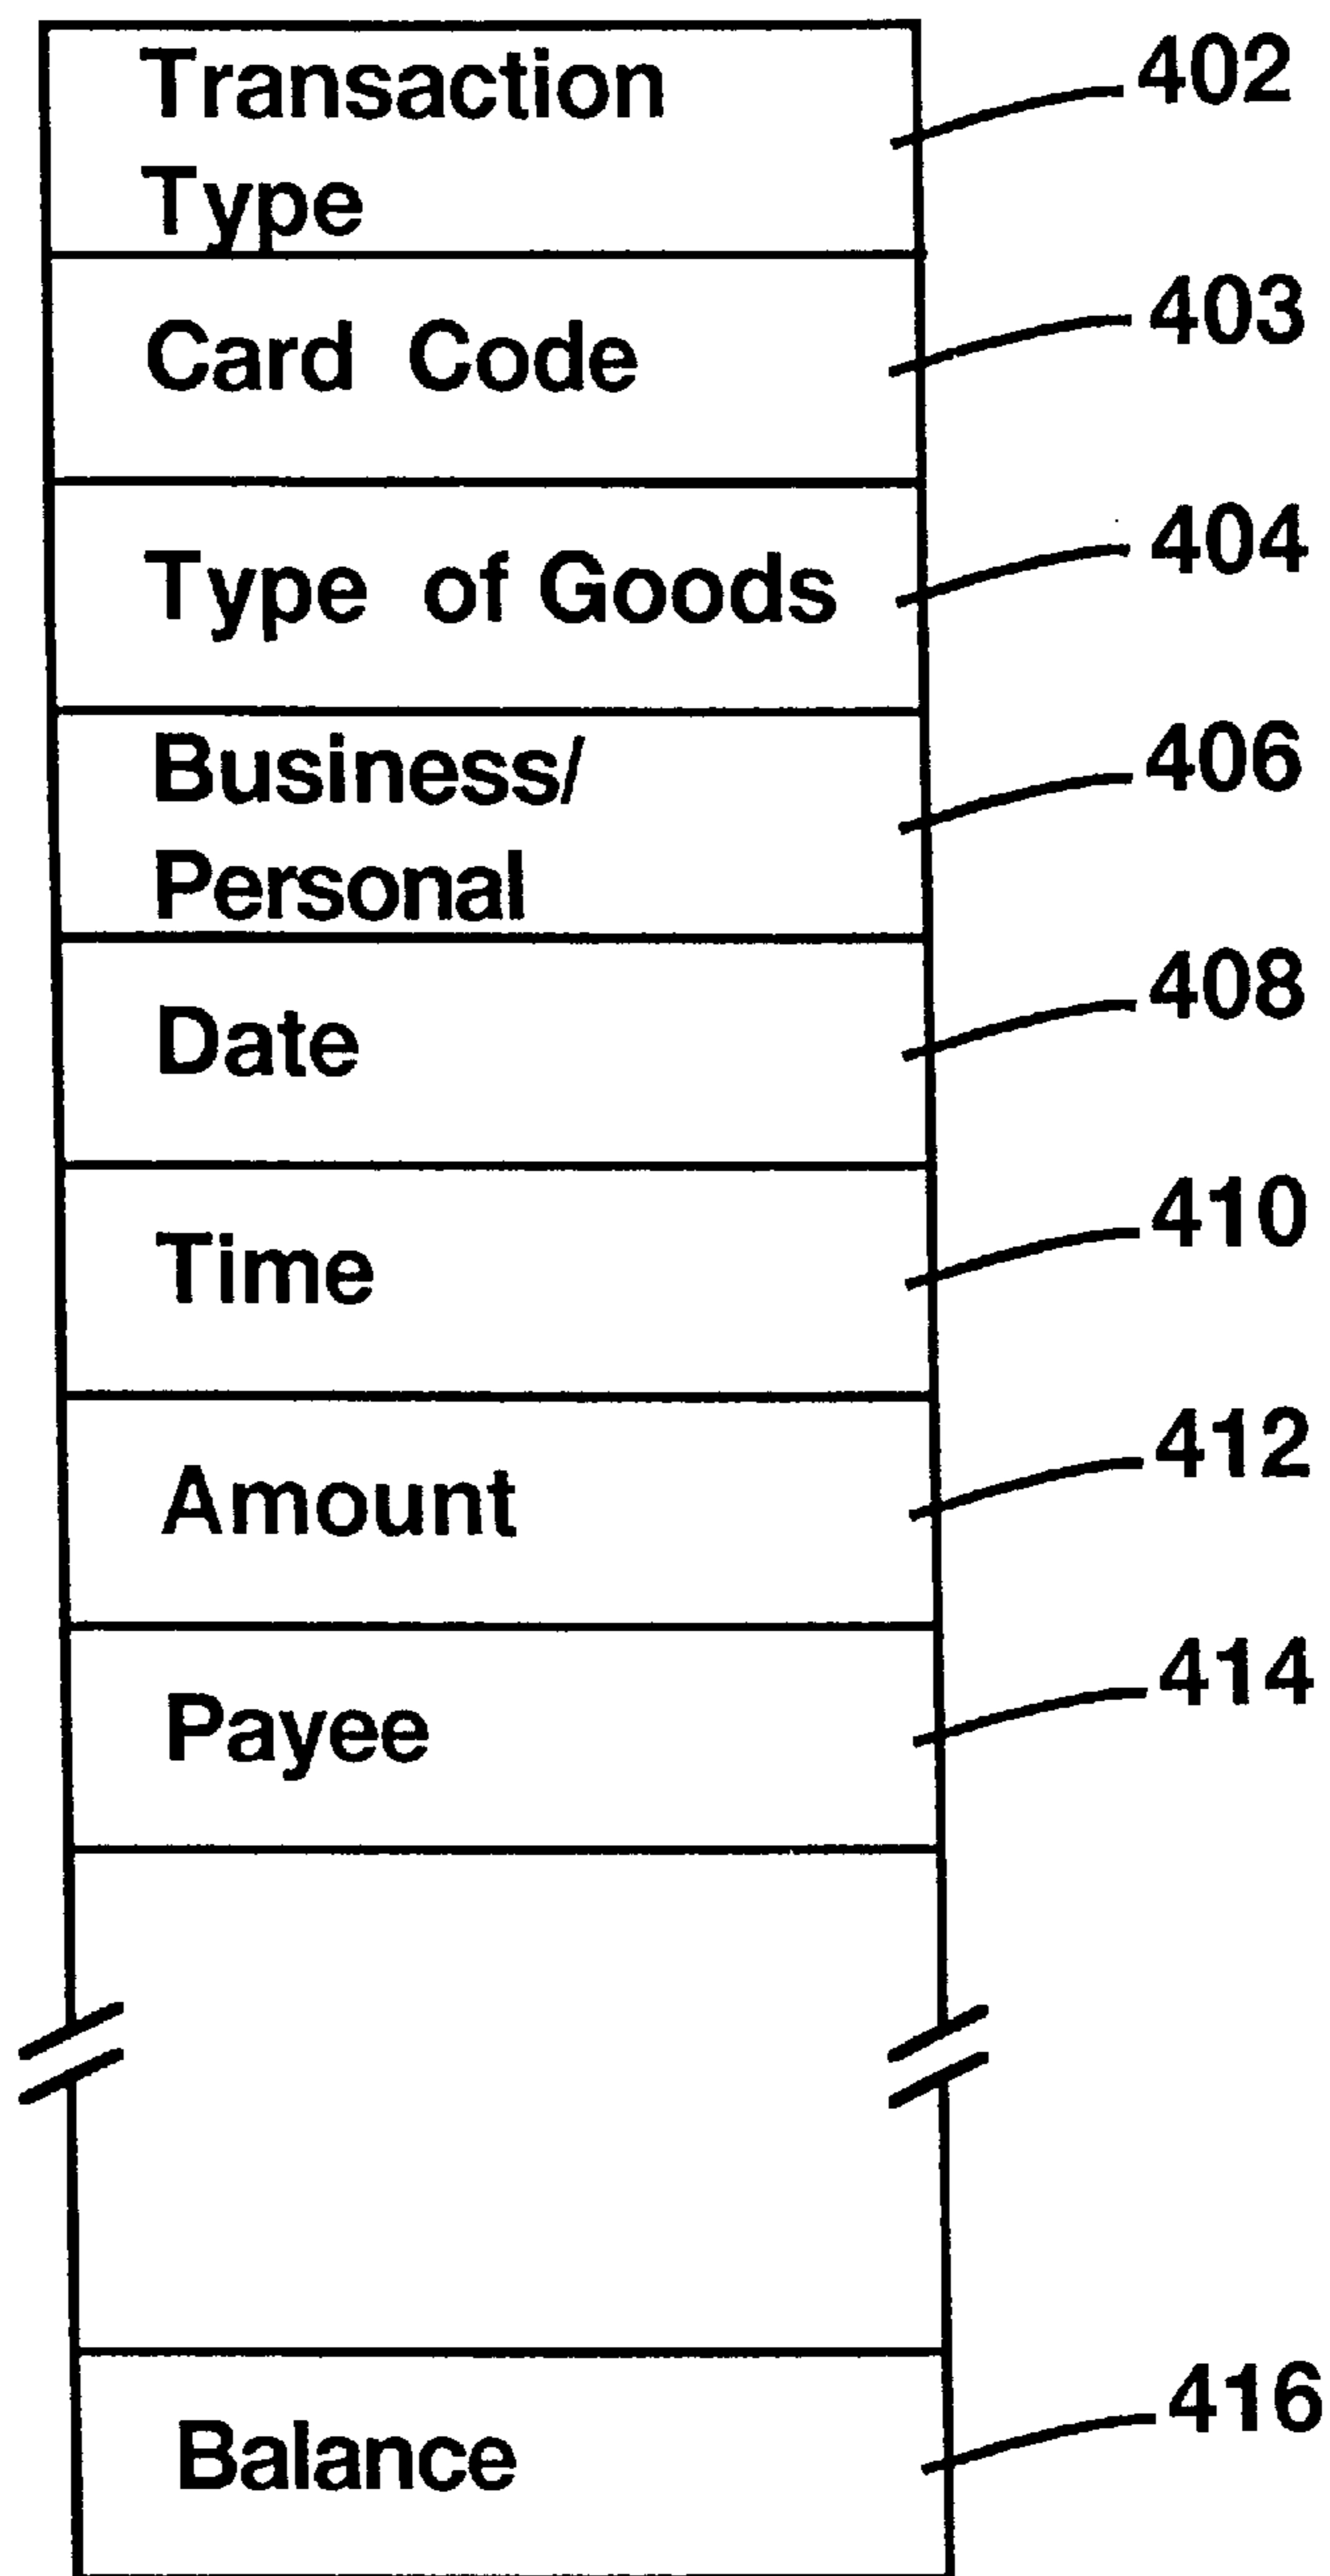 Transaction
Type
402
Card Code
403
Type of Goods
404
Business/
Personal
406
Date
408
Time
410
Amount
412
Payee
414
Balance
416